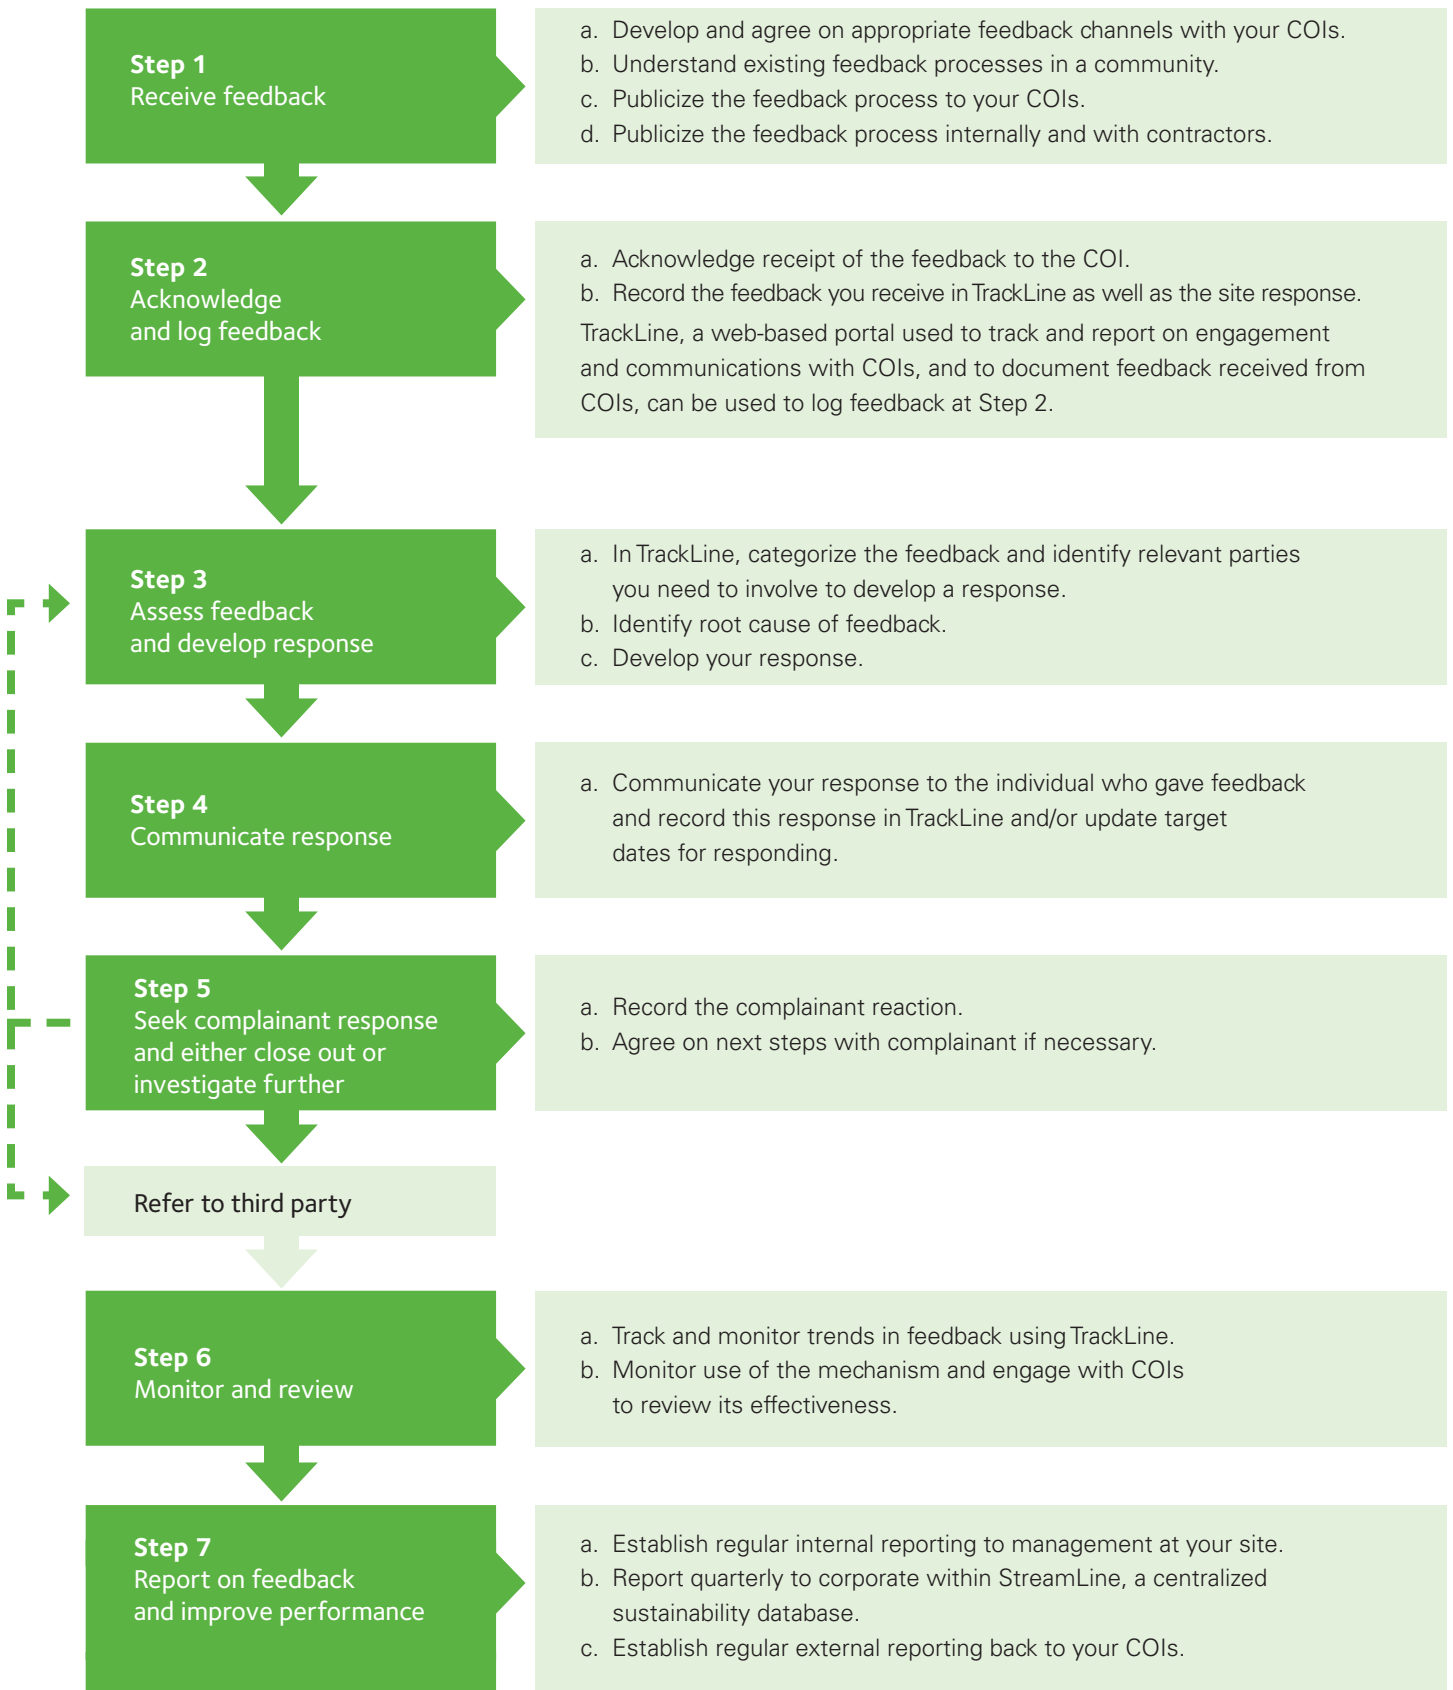 Step 1
Receive feedback
a. Develop and agree on appropriate feedback channels with your COIs.
b. Understand existing feedback processes in a community.
c. Publicize the feedback process to your COIs.
d. Publicize the feedback process internally and with contractors.
Step 2
Acknowledge
and log feedback
a. Acknowledge receipt of the feedback to the COI.
b. Record the feedback you receive in TrackLine as well as the site response.
TrackLine, a web-based portal used to track and report on engagement
and communications with COIs, and to document feedback received from
COIs, can be used to log feedback at Step 2.
Step 3
Assess feedback
and develop response
a. In TrackLine, categorize the feedback and identify relevant parties
you need to involve to develop a response.
b. Identify root cause of feedback.
c. Develop your response.
Step 4
Communicate response
a. Communicate your response to the individual who gave feedback
and record this response in TrackLine and/or update target
dates for responding.
Step 5
Seek complainant response
and either close out or
investigate further
a. Record the complainant reaction.
b. Agree on next steps with complainant if necessary.
Refer to third party
Step 6
Monitor and review
a. Track and monitor trends in feedback using TrackLine.
b. Monitor use of the mechanism and engage with COIs
to review its effectiveness.
Step 7
Report on feedback
and improve performance
a. Establish regular internal reporting to management at your site.
b. Report quarterly to corporate within StreamLine, a centralized
sustainability database.
c. Establish regular external reporting back to your COIs.